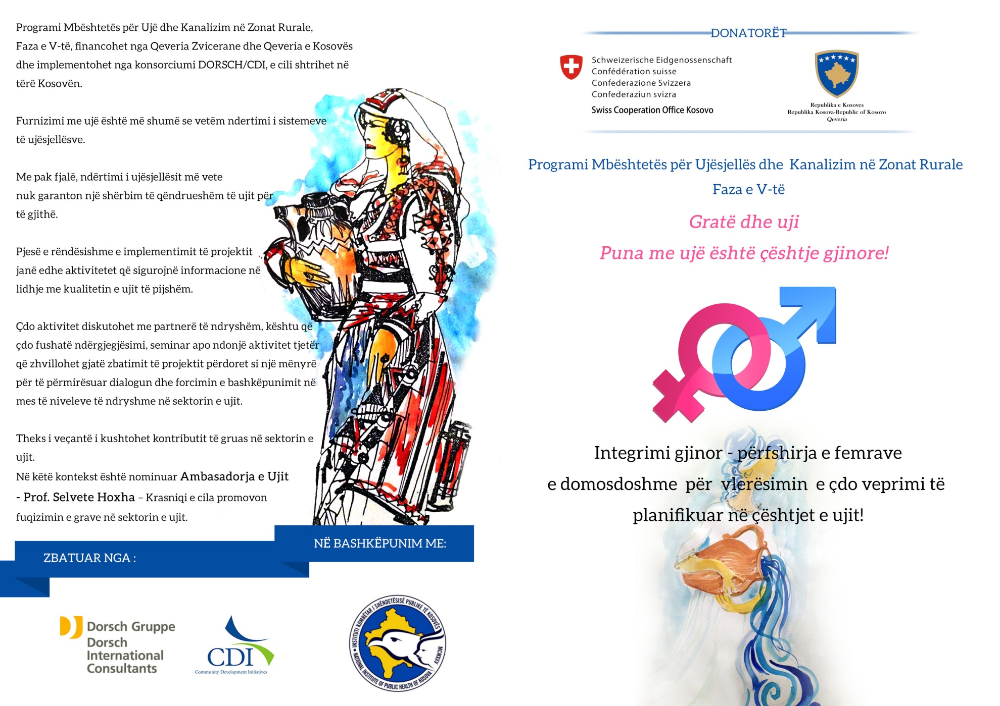 Programi Mbështetës për Ujë dhe Kanalizim në Zonat Rurale,
Faza e V-të, financohet nga Qeveria Zvicerane dhe Qeveria e Kosovës
dhe implementohet nga konsorciumi DORSCH/CDI, e cili shtrihet në
tërë Kosovën.
Furnizimi me ujë është më shumë se vetëm ndertimi i sistemeve
të ujësjellësve.
Me pak fjalë, ndërtimi i ujësjellësit më vete
nuk garanton një shërbim të qëndrueshëm të ujit për
të gjithë.
Pjesë e rëndësishme e implementimit të projektit
janë edhe aktivitetet që sigurojnë informacione në
lidhje me kualitetin e ujit të pijshëm.
Çdo aktivitet diskutohet me partnerë të ndryshëm, kështu që
çdo fushatë ndërgjegjësimi, seminar apo ndonjë aktivitet tjetër
që zhvillohet gjatë zbatimit të projektit përdoret si një mënyrë
për të përmirësuar dialogun dhe forcimin e bashkëpunimit në
mes të niveleve të ndryshme në sektorin e ujit.
Theks i veçantë i kushtohet kontributit të gruas në sektorin e
ujit.
Në këtë kontekst është nominuar Ambasadorja e Ujit
- Prof. Selvete Hoxha – Krasniqi e cila promovon
fuqizimin e grave në sektorin e ujit.
ZBATUAR NGA :
NË BASHKËPUNIM ME:
Dorsch Gruppe
Dorsch
International
Consultants
CDI
Community Development Initiatives
INSTITUTI KOMBËTAR I SHËNDETËSISË PUBLIKE TË KOSOVËS
MCMXXV
NATIONAL INSTITUTE OF PUBLIC HEALTH OF KOSOVA
DONATORËT
Schweizerische Eidgenossenschaft
Confédération suisse
Confederazione Svizzera
Confederaziun svizra
Swiss Cooperation Office Kosovo
Republika e Kosoves
Republika Kosova-Republic of Kosovo
Qeveria
Programi Mbështetës për Ujësjellës dhe Kanalizim në Zonat Rurale
Faza e V-të
Gratë dhe uji
Puna me ujë është çështje gjinore!
Integrimi gjinor - përfshirja e femrave
e domosdoshme për vlerësimin e çdo veprimi të
planifikuar në çështjet e ujit!